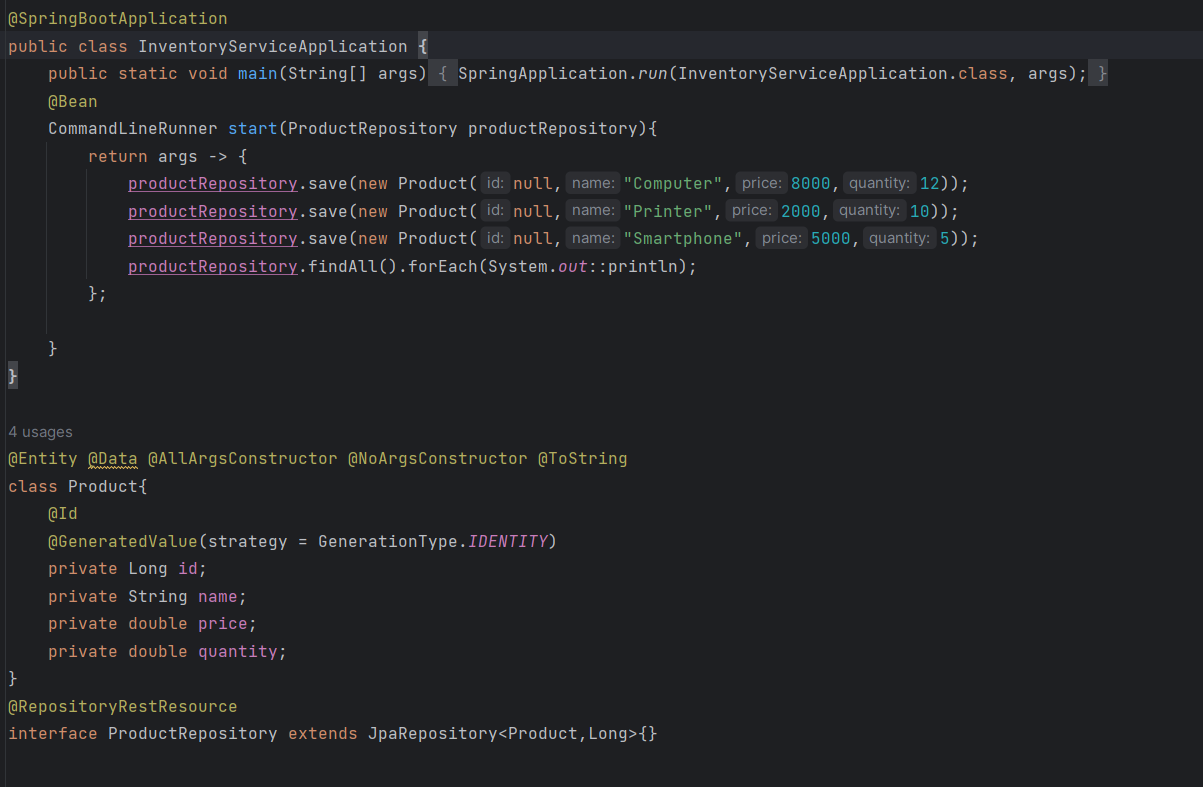 @SpringBootApplication
public class InventoryServiceApplication {
    public static void main(String[] args) { SpringApplication.run(InventoryServiceApplication.class, args); }
    @Bean
    CommandLineRunner start(ProductRepository productRepository){
        return args -> {
            productRepository.save(new Product( id: null, name: "Computer", price: 8000, quantity: 12));
            productRepository.save(new Product( id: null, name: "Printer", price: 2000, quantity: 10));
            productRepository.save(new Product( id: null, name: "Smartphone", price: 5000, quantity: 5));
            productRepository.findAll().forEach(System.out::println);
        };
    }
}
4 usages
@Entity @Data @AllArgsConstructor @NoArgsConstructor @ToString
class Product{
    @Id
    @GeneratedValue(strategy = GenerationType.IDENTITY)
    private Long id;
    private String name;
    private double price;
    private double quantity;
}
@RepositoryRestResource
interface ProductRepository extends JpaRepository<Product,Long>{}